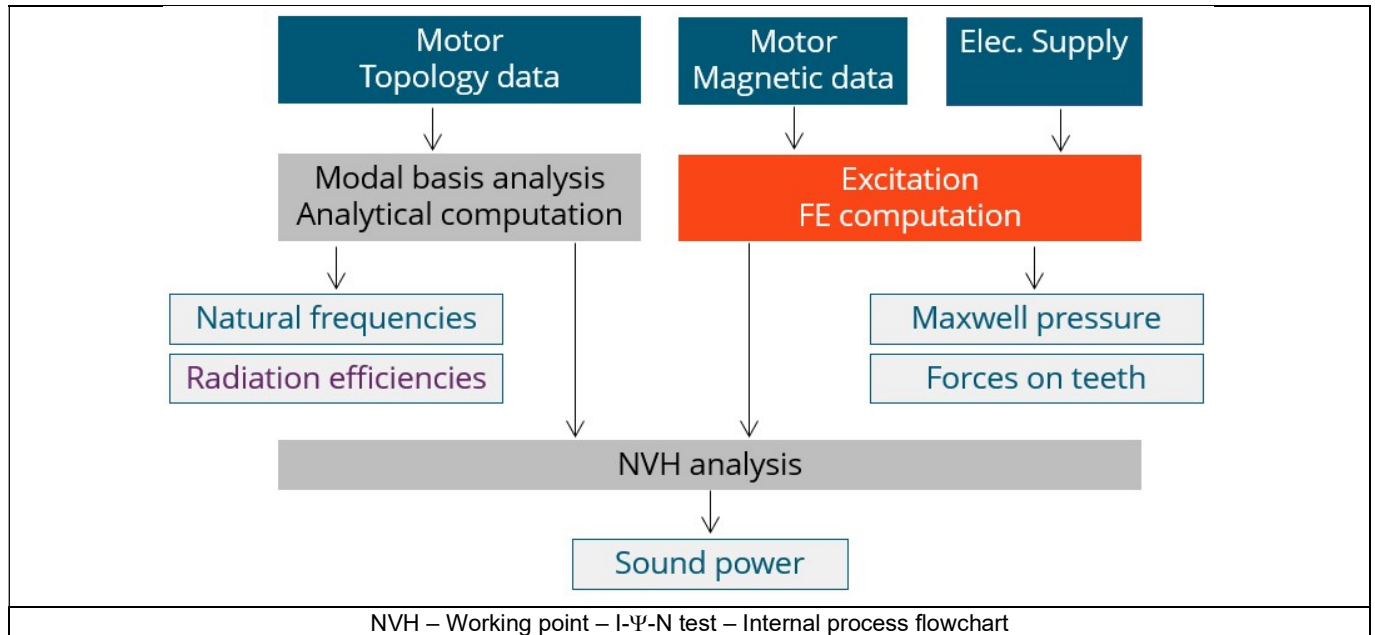 Motor
Topology data
Motor
Magnetic data
Elec. Supply
Modal basis analysis
Analytical computation
Excitation
FE computation
Natural frequencies
Radiation efficiencies
Maxwell pressure
Forces on teeth
NVH analysis
Sound power
NVH – Working point – I-Ψ-N test – Internal process flowchart